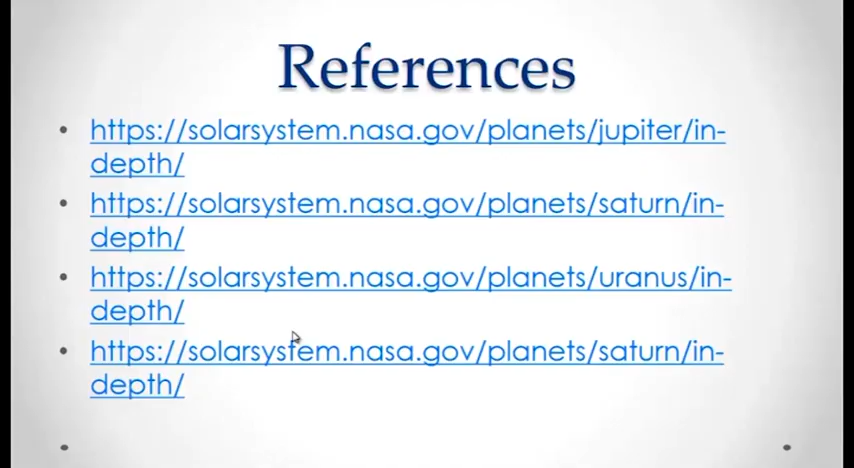 References
• https://solarsystem.nasa.gov/planets/jupiter/in-
depth/
• https://solarsystem.nasa.gov/planets/saturn/in-
depth/
• https://solarsystem.nasa.gov/planets/uranus/in-
depth/
• https://solarsystem.nasa.gov/planets/saturn/in-
depth/